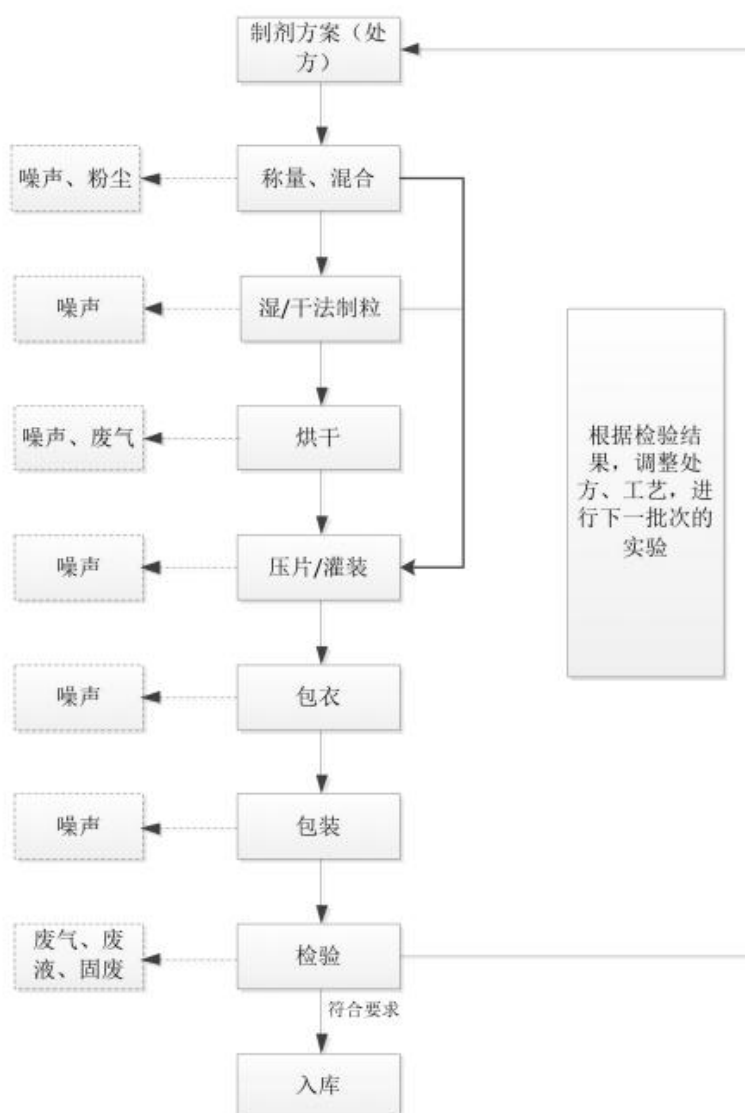 制剂方案（处
方）
噪声、粉尘
称量、混合
噪声
湿/干法制粒
噪声、废气
烘干
根据检验结
果，调整处
方、工艺，进
行下一批次的
实验
噪声
压片/灌装
噪声
包衣
噪声
包装
废气、废
液、固废
检验
符合要求
入库